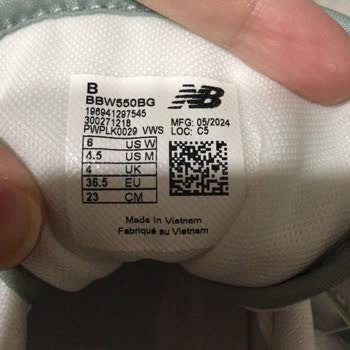 B
BBW550BG
196941297545
300271218
PWPLK0029 VWS
NB
MFG: 05/2024
LOC: C5
6 US W
4.5 US M
4 UK
36.5 EU
23 CM
Made In Vietnam
Fabriqué au Vietnam